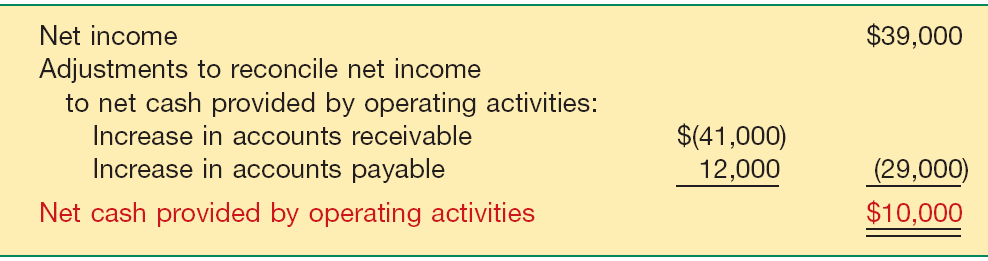 Net income $39,000
Adjustments to reconcile net income
to net cash provided by operating activities:
Increase in accounts receivable $(41,000)
Increase in accounts payable 12,000 (29,000)
Net cash provided by operating activities $10,000